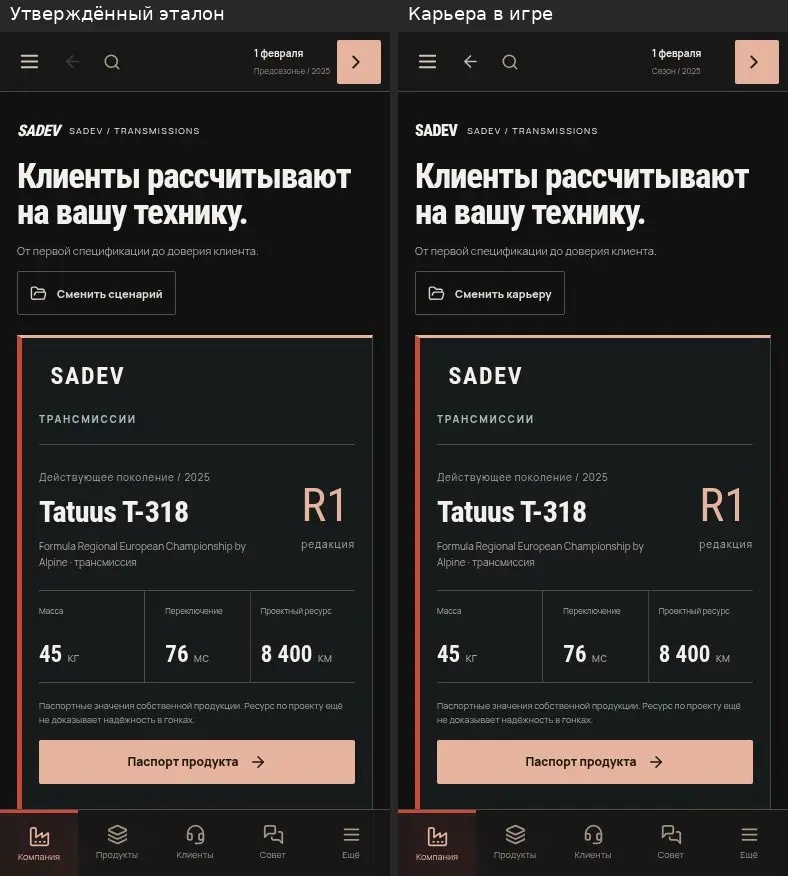 Утверждённый эталон
1 февраля
Предсезонье / 2025
SADEV SADEV / TRANSMISSIONS
Клиенты рассчитывают
на вашу технику.
От первой спецификации до доверия клиента.
Сменить сценарий
SADEV
ТРАНСМИССИИ
Действующее поколение / 2025
Tatuus T-318
R1
редакция
Formula Regional European Championship by
Alpine · трансмиссия
Масса Переключение Проектный ресурс
45 кг 76 мс 8 400 км
Паспортные значения собственной продукции. Ресурс по проекту ещё
не доказывает надёжность в гонках.
Паспорт продукта
Компания Продукты Клиенты Совет Ещё
Карьера в игре
1 февраля
Сезон / 2025
SADEV SADEV / TRANSMISSIONS
Клиенты рассчитывают
на вашу технику.
От первой спецификации до доверия клиента.
Сменить карьеру
SADEV
ТРАНСМИССИИ
Действующее поколение / 2025
Tatuus T-318
R1
редакция
Formula Regional European Championship by
Alpine · трансмиссия
Масса Переключение Проектный ресурс
45 кг 76 мс 8 400 км
Паспортные значения собственной продукции. Ресурс по проекту ещё
не доказывает надёжность в гонках.
Паспорт продукта
Компания Продукты Клиенты Совет Ещё